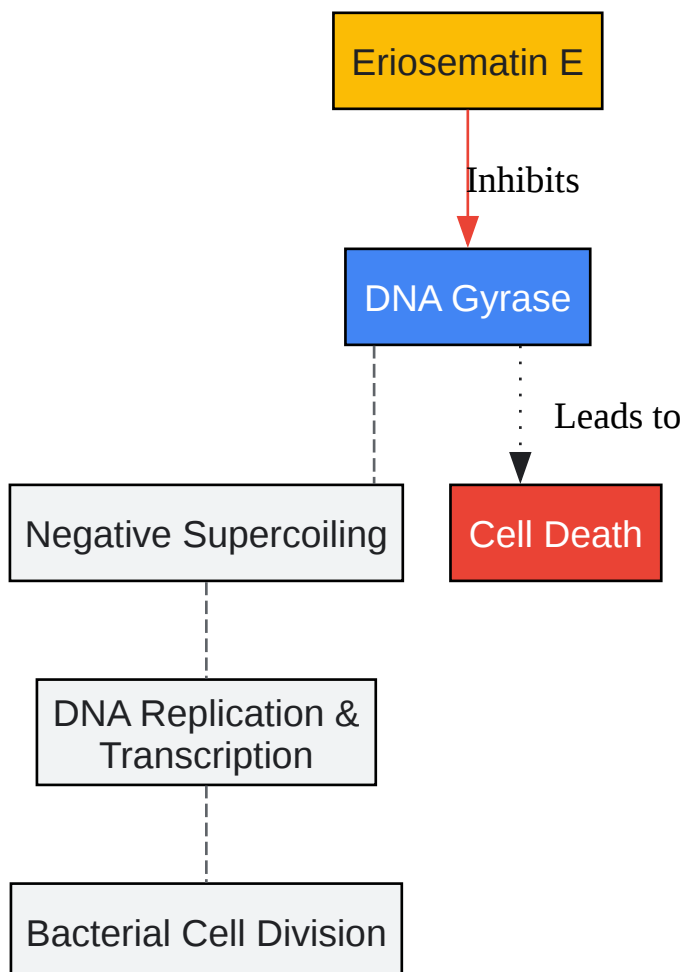 Eriosematin E
Inhibits
DNA Gyrase
Leads to
Negative Supercoiling
Cell Death
DNA Replication &
Transcription
Bacterial Cell Division